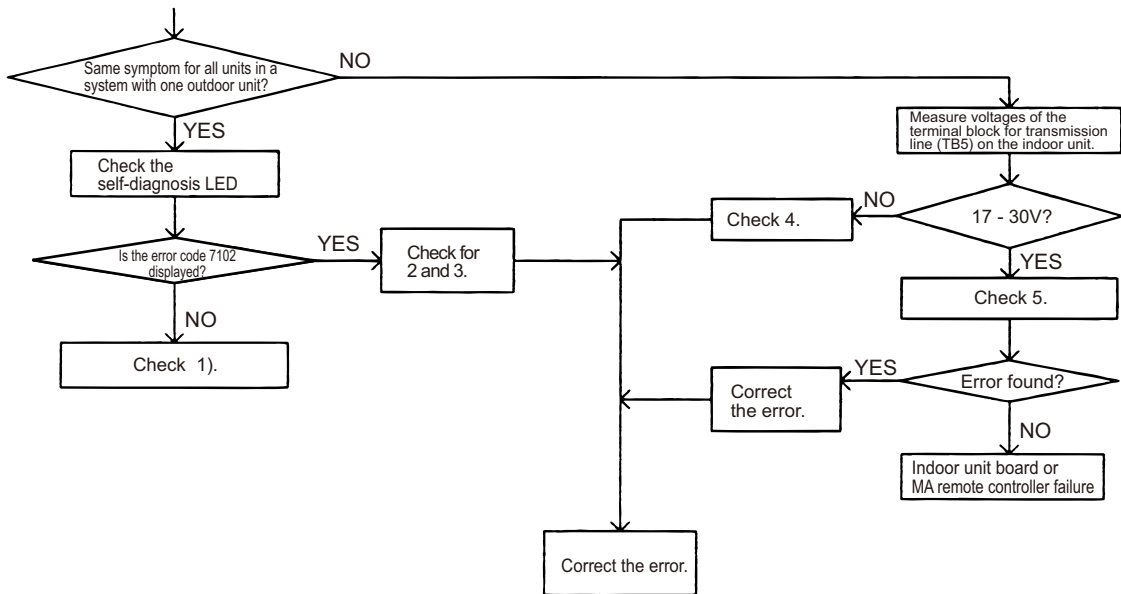 Same symptom for all units in a
system with one outdoor unit?
NO
YES
Measure voltages of the
terminal block for transmission
line (TB5) on the indoor unit.
Check the
self-diagnosis LED
17 - 30V?
NO
Check 4.
YES
Is the error code 7102
displayed?
YES
Check for
2 and 3.
NO
Check 5.
Check 1).
Error found?
YES
Correct
the error.
NO
Indoor unit board or
MA remote controller failure
Correct the error.